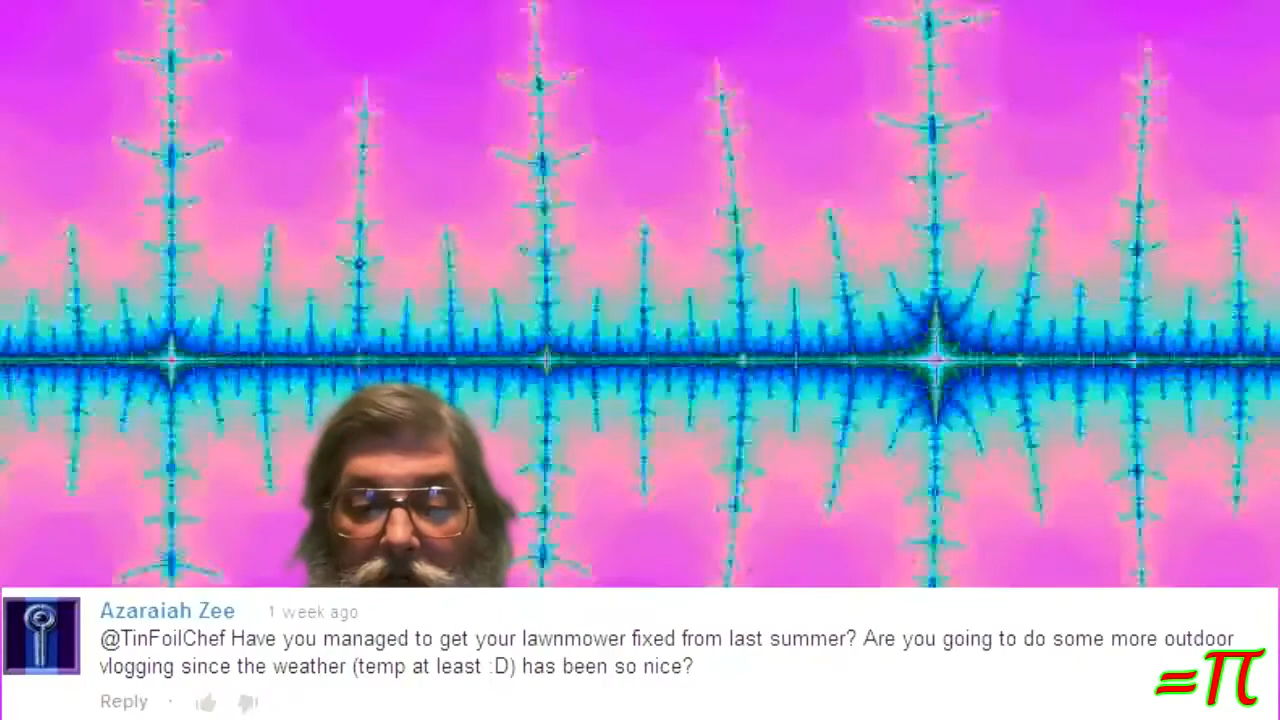 Azaraiah Zee 1 week ago
@TinFoilChef Have you managed to get your lawnmower fixed from last summer? Are you going to do some more outdoor
vlogging since the weather (temp at least :D) has been so nice?
Reply ·
=π